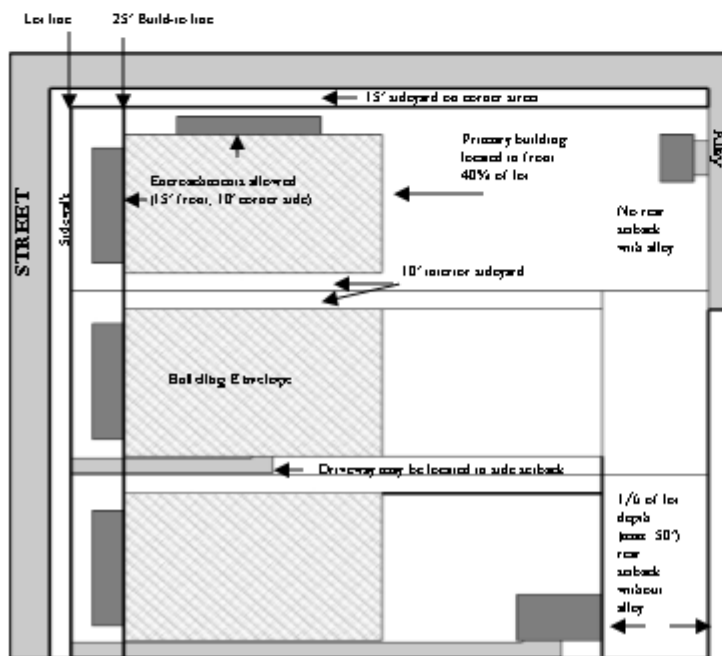 Lot line
25' Build-to line
15' sideyard on corner sites
Primary building
located in front
40% of lot
Alley
Encroachments allowed
(15' front, 10' corner side)
STREET
Sidewalk
No rear
setback
with alley
10' interior sideyard
Building Envelope
Driveway may be located in side setback
1/6 of lot
depth
50')
rear
setback
without
alley